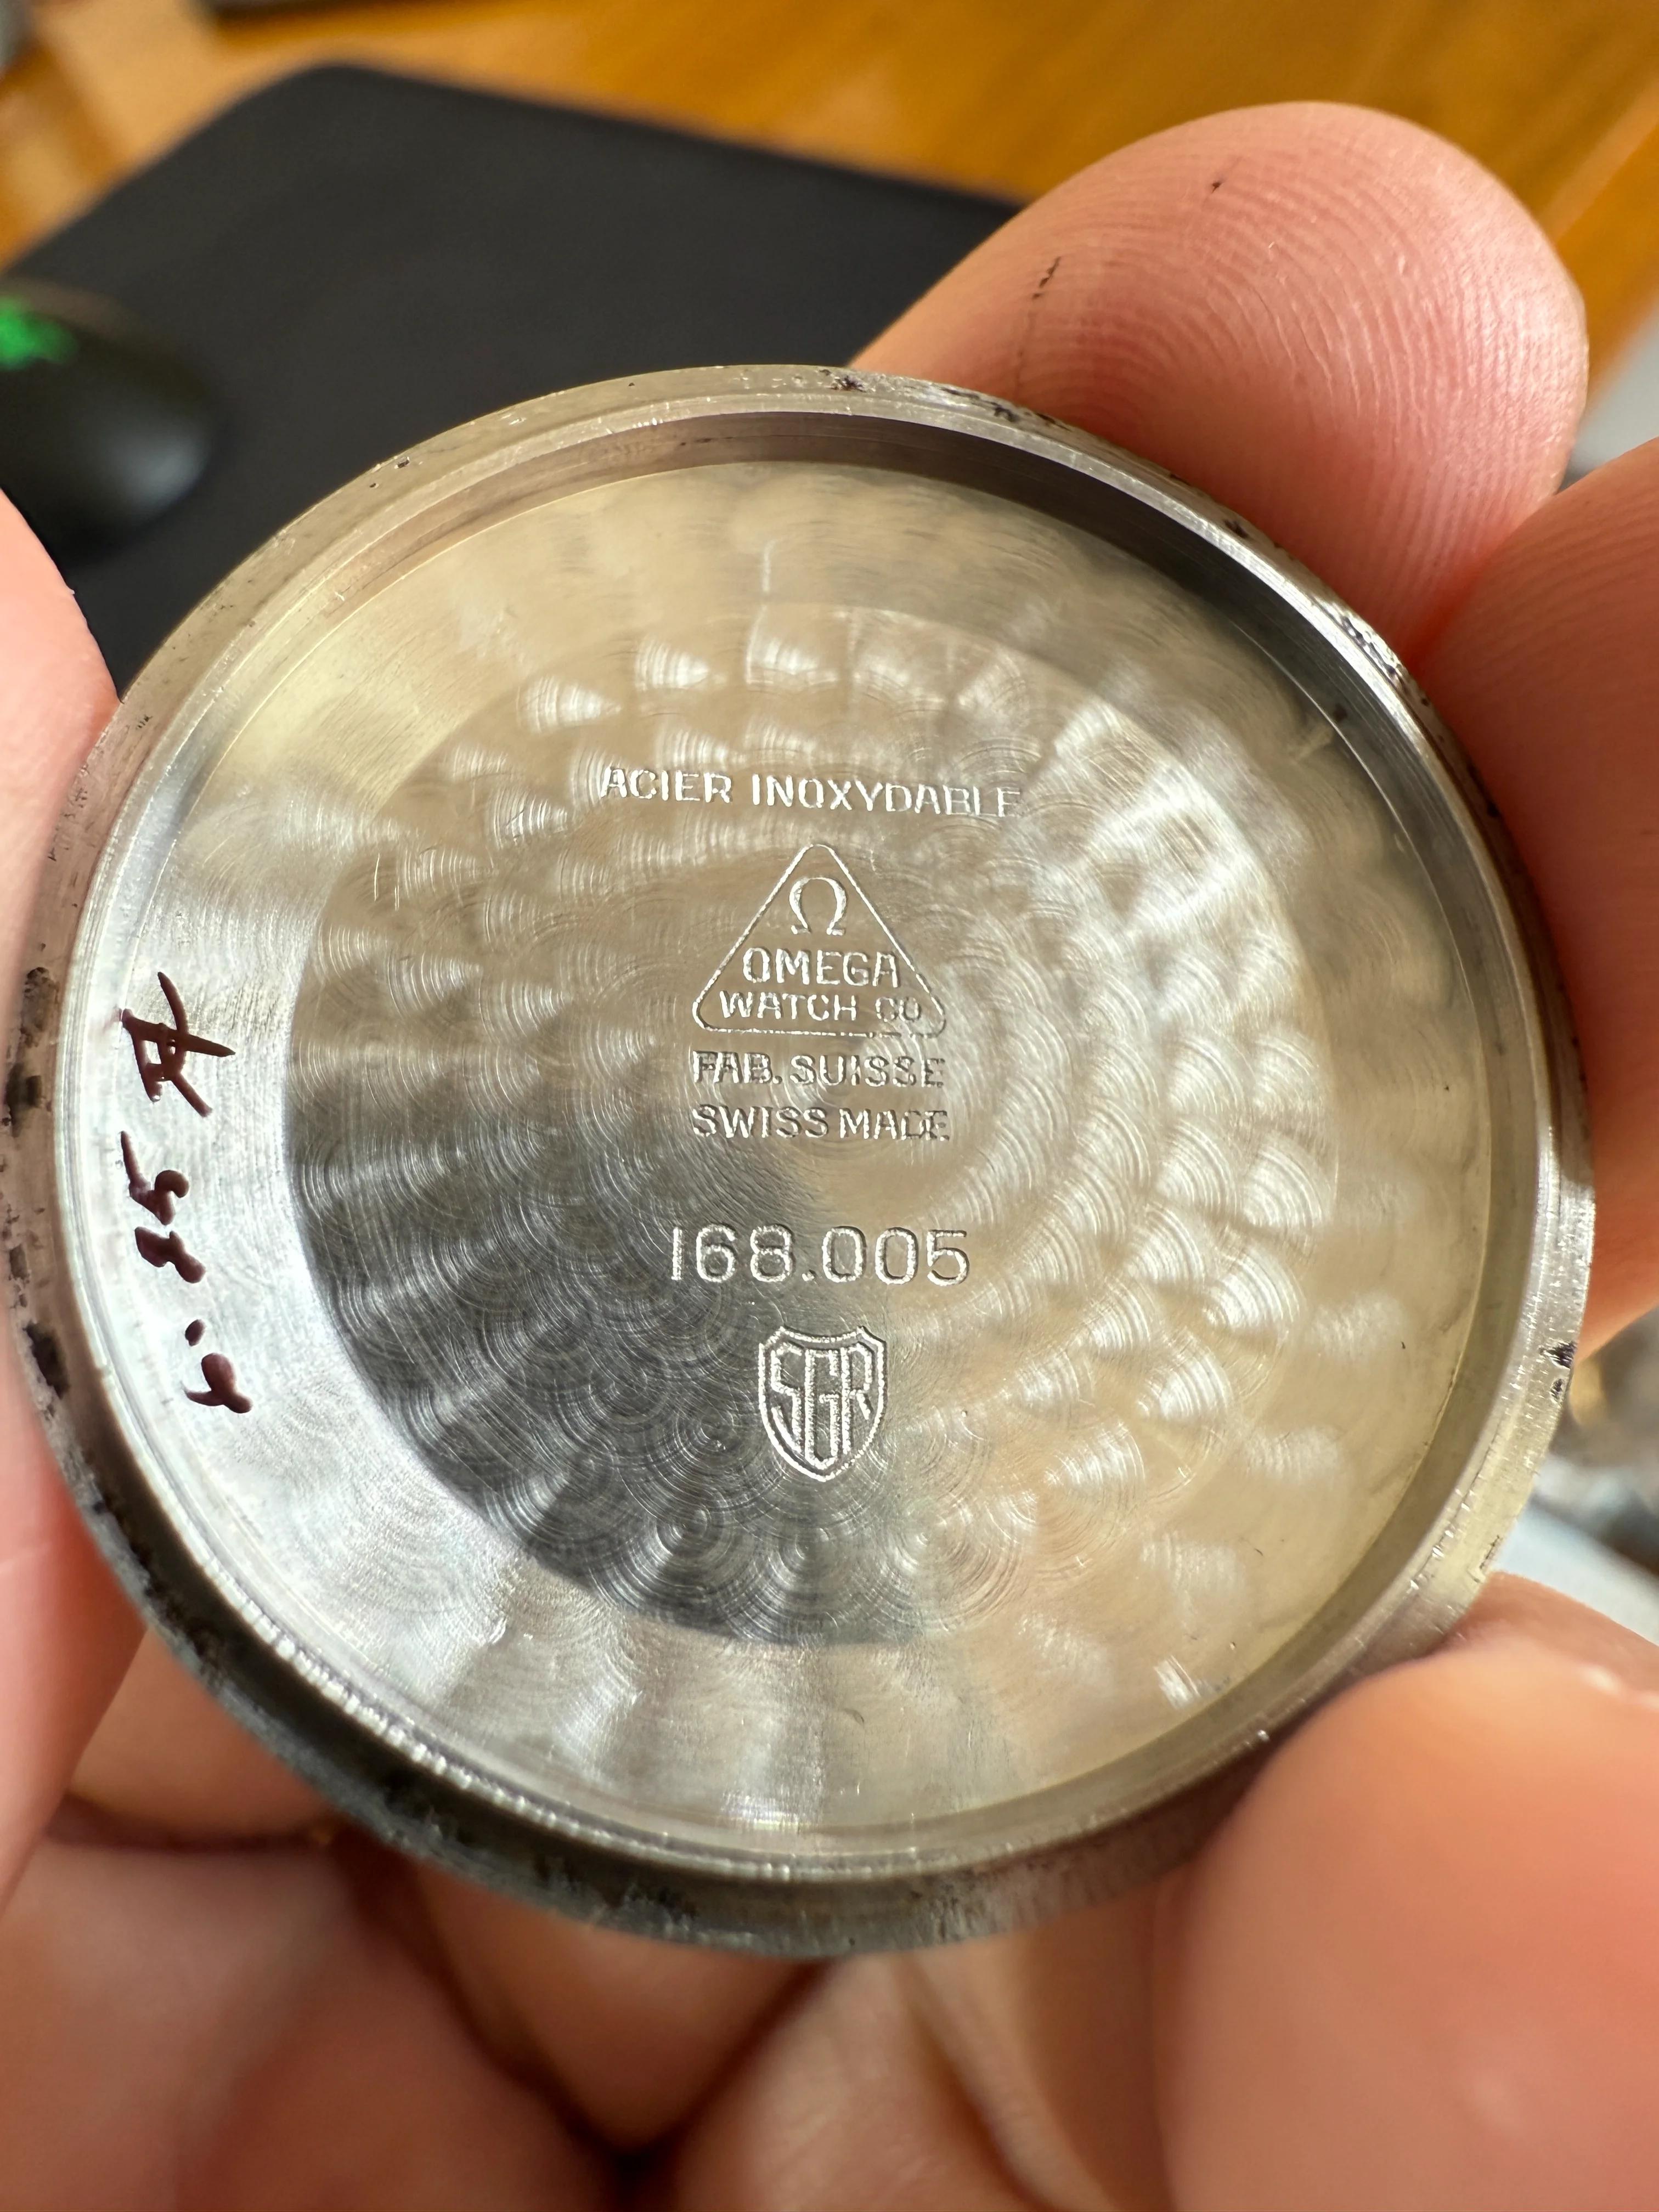 ACIER INOXYDABLE
Ω
OMEGA
WATCH CO
FAB. SUISSE
SWISS MADE
168.005
SGR